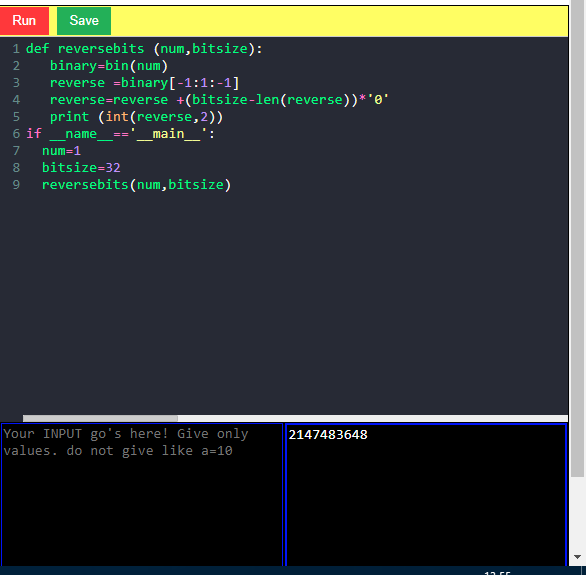 Run Save
1 def reversebits (num,bitsize):
2    binary=bin(num)
3    reverse =binary[-1:1:-1]
4    reverse=reverse +(bitsize-len(reverse))*'0'
5    print (int(reverse,2))
6 if __name__=='__main__':
7   num=1
8   bitsize=32
9   reversebits(num,bitsize)
Your INPUT go's here! Give only
values. do not give like a=10
2147483648